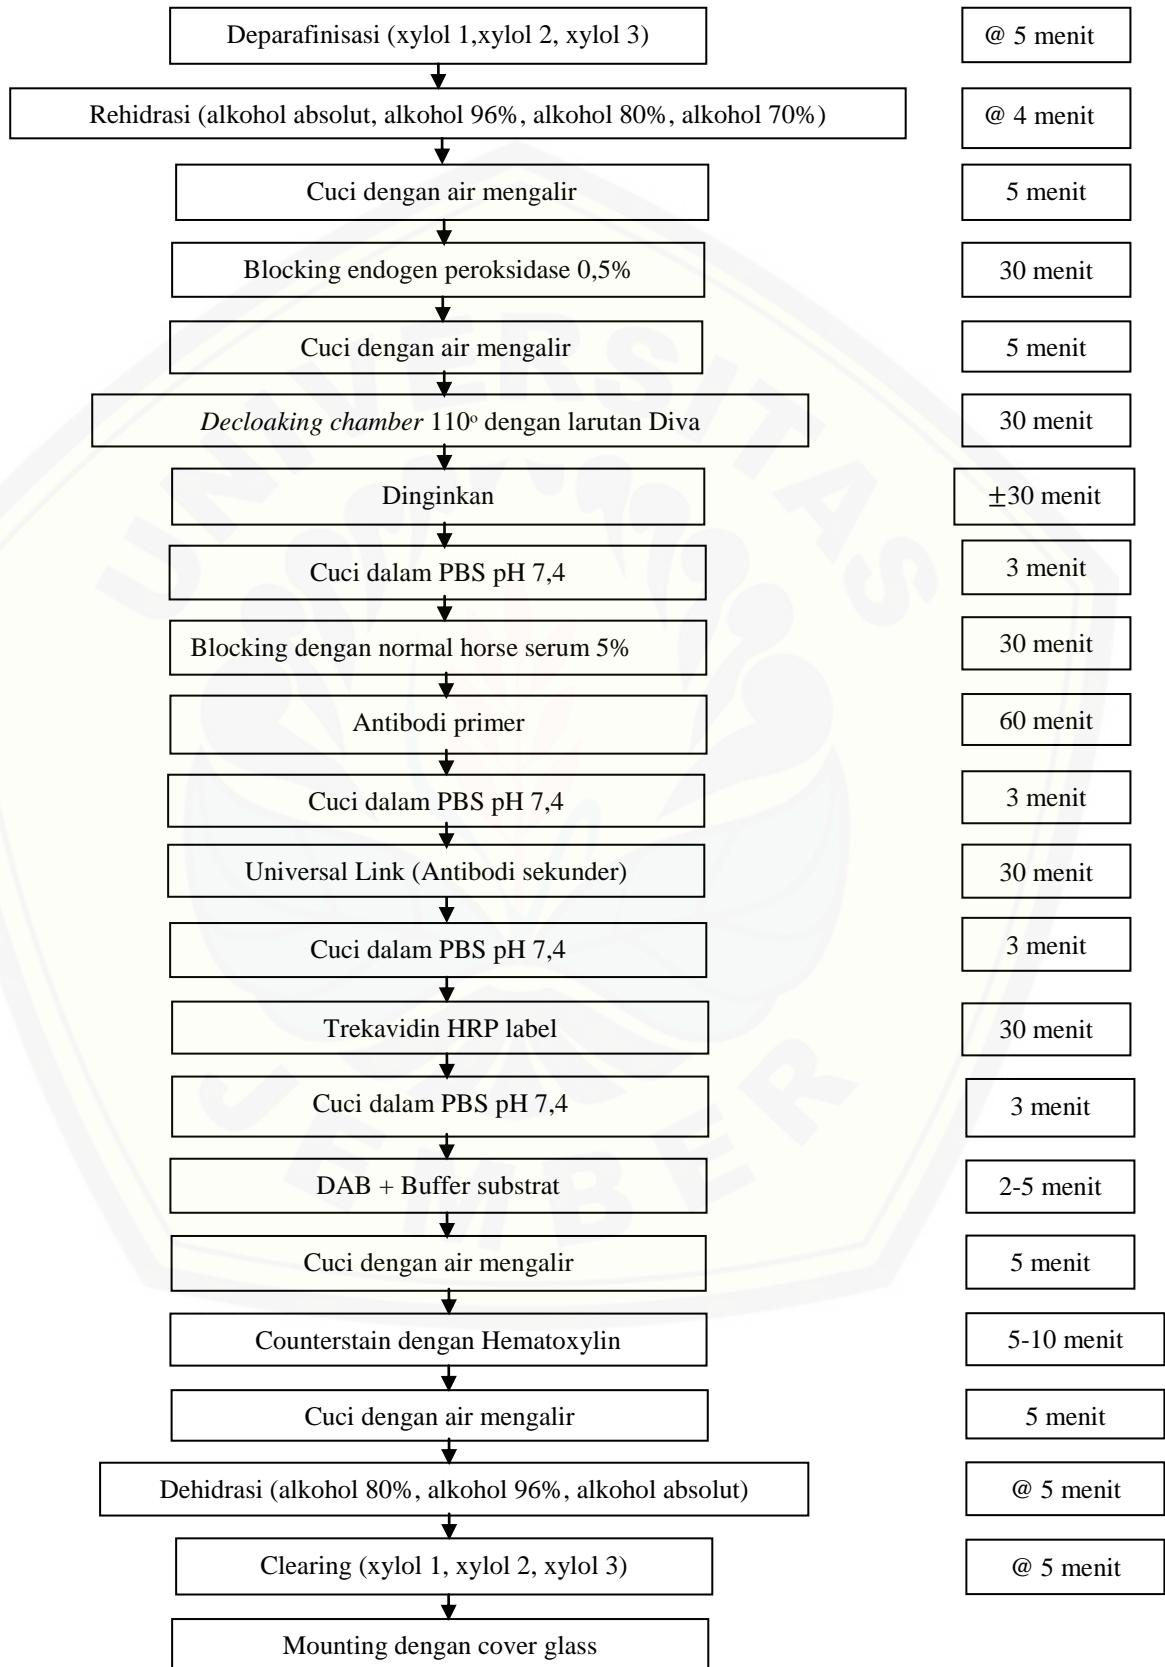 Deparafinisasi (xylol 1,xylol 2, xylol 3) @ 5 menit
Rehidrasi (alkohol absolut, alkohol 96%, alkohol 80%, alkohol 70%) @ 4 menit
Cuci dengan air mengalir 5 menit
Blocking endogen peroksidase 0,5% 30 menit
Cuci dengan air mengalir 5 menit
Decloaking chamber 110o dengan larutan Diva 30 menit
Dinginkan ±30 menit
Cuci dalam PBS pH 7,4 3 menit
Blocking dengan normal horse serum 5% 30 menit
Antibodi primer 60 menit
Cuci dalam PBS pH 7,4 3 menit
Universal Link (Antibodi sekunder) 30 menit
Cuci dalam PBS pH 7,4 3 menit
Trekavidin HRP label 30 menit
Cuci dalam PBS pH 7,4 3 menit
DAB + Buffer substrat 2-5 menit
Cuci dengan air mengalir 5 menit
Counterstain dengan Hematoxylin 5-10 menit
Cuci dengan air mengalir 5 menit
Dehidrasi (alkohol 80%, alkohol 96%, alkohol absolut) @ 5 menit
Clearing (xylol 1, xylol 2, xylol 3) @ 5 menit
Mounting dengan cover glass
UNIVERSITAS
JEMBER